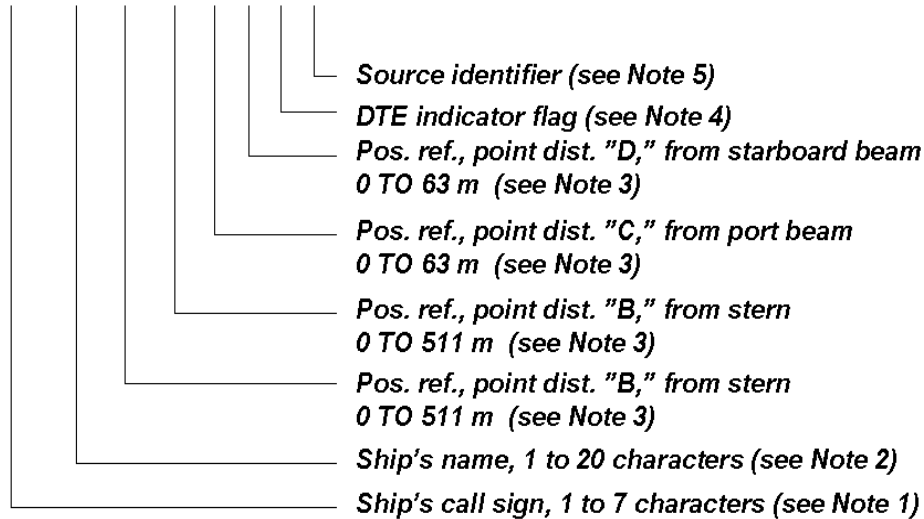 Source identifier (see Note 5)
DTE indicator flag (see Note 4)
Pos. ref., point dist. ”D,” from starboard beam
0 TO 63 m (see Note 3)
Pos. ref., point dist. ”C,” from port beam
0 TO 63 m (see Note 3)
Pos. ref., point dist. ”B,” from stern
0 TO 511 m (see Note 3)
Pos. ref., point dist. ”B,” from stern
0 TO 511 m (see Note 3)
Ship's name, 1 to 20 characters (see Note 2)
Ship's call sign, 1 to 7 characters (see Note 1)